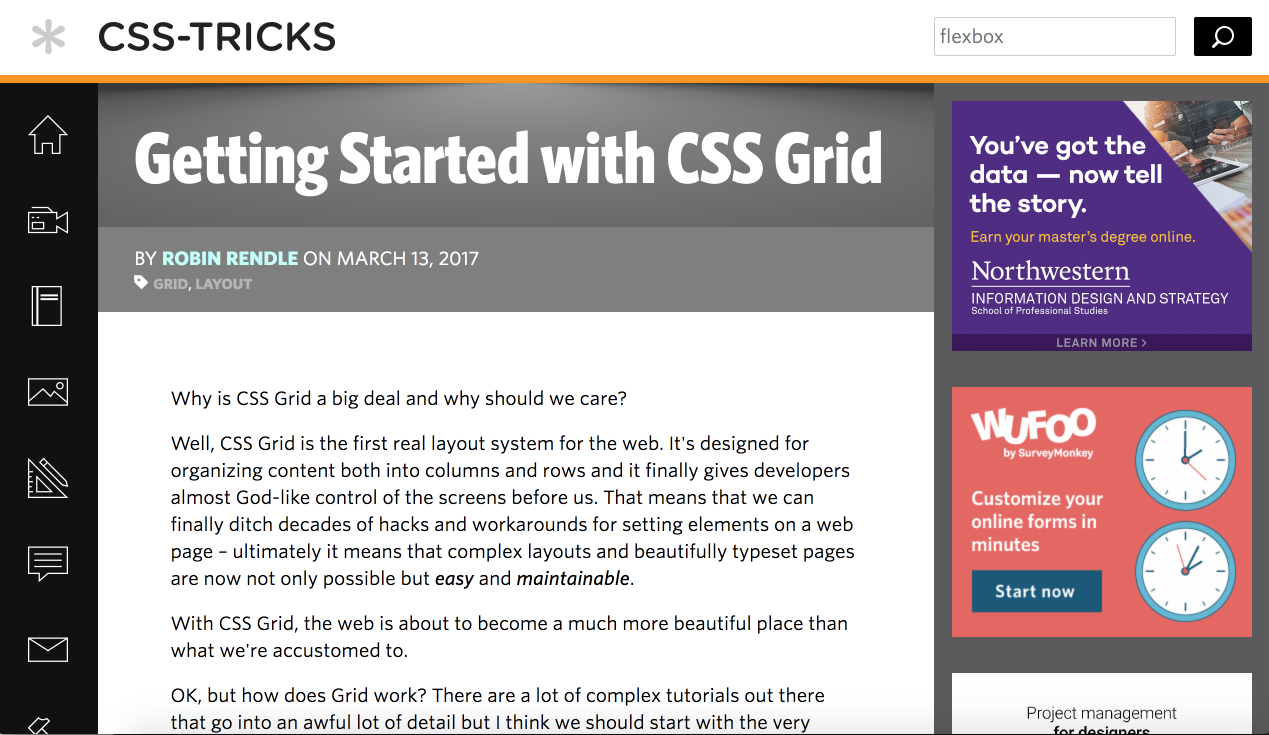 CSS-TRICKS
flexbox
Getting Started with CSS Grid
BY ROBIN RENDLE ON MARCH 13, 2017
GRID, LAYOUT
Why is CSS Grid a big deal and why should we care?
Well, CSS Grid is the first real layout system for the web. It's designed for
organizing content both into columns and rows and it finally gives developers
almost God-like control of the screens before us. That means that we can
finally ditch decades of hacks and workarounds for setting elements on a web
page – ultimately it means that complex layouts and beautifully typeset pages
are now not only possible but easy and maintainable.
With CSS Grid, the web is about to become a much more beautiful place than
what we're accustomed to.
OK, but how does Grid work? There are a lot of complex tutorials out there
that go into an awful lot of detail but I think we should start with the very
You've got the
data — now tell
the story.
Earn your master's degree online.
Northwestern
INFORMATION DESIGN AND STRATEGY
School of Professional Studies
LEARN MORE >
WUFOO
by SurveyMonkey
Customize your
online forms in
minutes
Start now
Project management
for designers